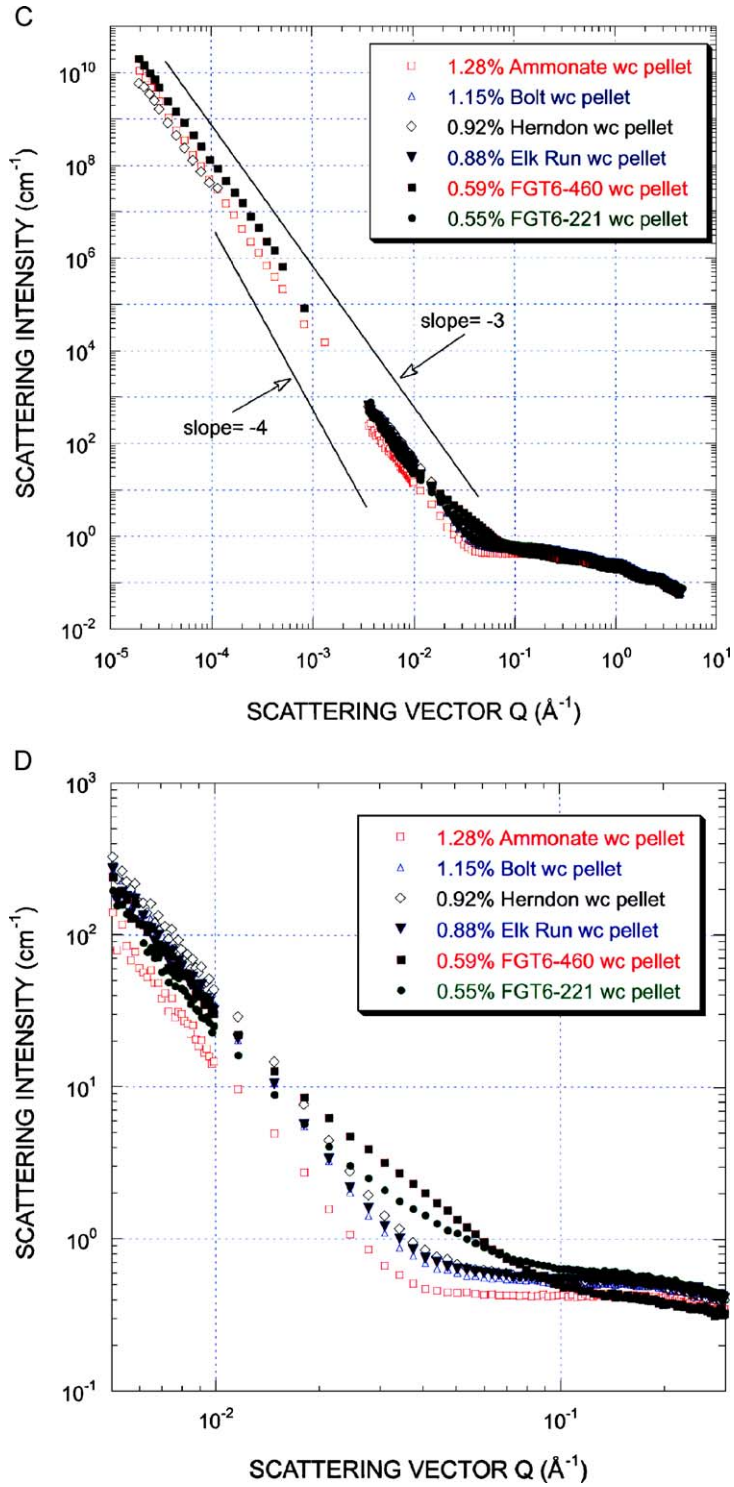 C
1.28% Ammonate wc pellet
1.15% Bolt wc pellet
0.92% Herndon wc pellet
0.88% Elk Run wc pellet
0.59% FGT6-460 wc pellet
0.55% FGT6-221 wc pellet
10^10
10^8
10^6
10^4
10^2
10^0
10^-2
SCATTERING INTENSITY (cm^-1)
slope= -3
slope= -4
10^-5 10^-4 10^-3 10^-2 10^-1 10^0 10^1
SCATTERING VECTOR Q (Å^-1)
D
1.28% Ammonate wc pellet
1.15% Bolt wc pellet
0.92% Herndon wc pellet
0.88% Elk Run wc pellet
0.59% FGT6-460 wc pellet
0.55% FGT6-221 wc pellet
10^3
10^2
10^1
10^0
10^-1
SCATTERING INTENSITY (cm^-1)
10^-2 10^-1
SCATTERING VECTOR Q (Å^-1)